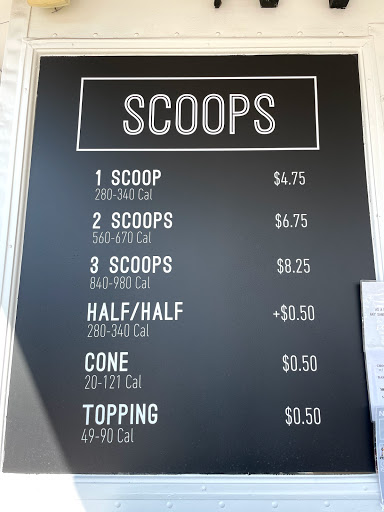 SCOOPS
1 SCOOP $4.75
280-340 Cal
2 SCOOPS $6.75
560-670 Cal
3 SCOOPS $8.25
840-980 Cal
HALF/HALF +$0.50
280-340 Cal
CONE $0.50
20-121 Cal
TOPPING $0.50
49-90 Cal